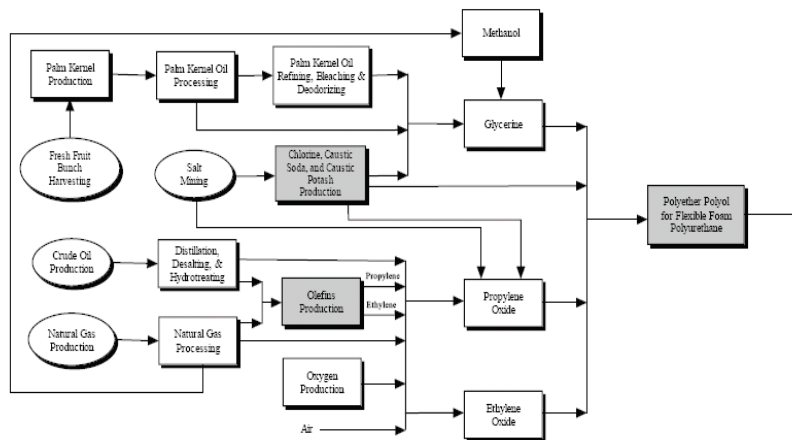 Methanol
Palm Kernel
Production
Palm Kernel Oil
Processing
Palm Kernel Oil
Refining, Bleaching &
Deodorizing
Glycerine
Fresh Fruit
Bunch
Harvesting
Salt
Mining
Chlorine, Caustic
Soda, and Caustic
Potash
Production
Polyether Polyol
for Flexible Foam
Polyurethane
Crude Oil
Production
Distillation,
Desalting, &
Hydrotreating
Olefins
Production
Propylene
Ethylene
Propylene
Oxide
Natural Gas
Production
Natural Gas
Processing
Oxygen
Production
Air
Ethylene
Oxide